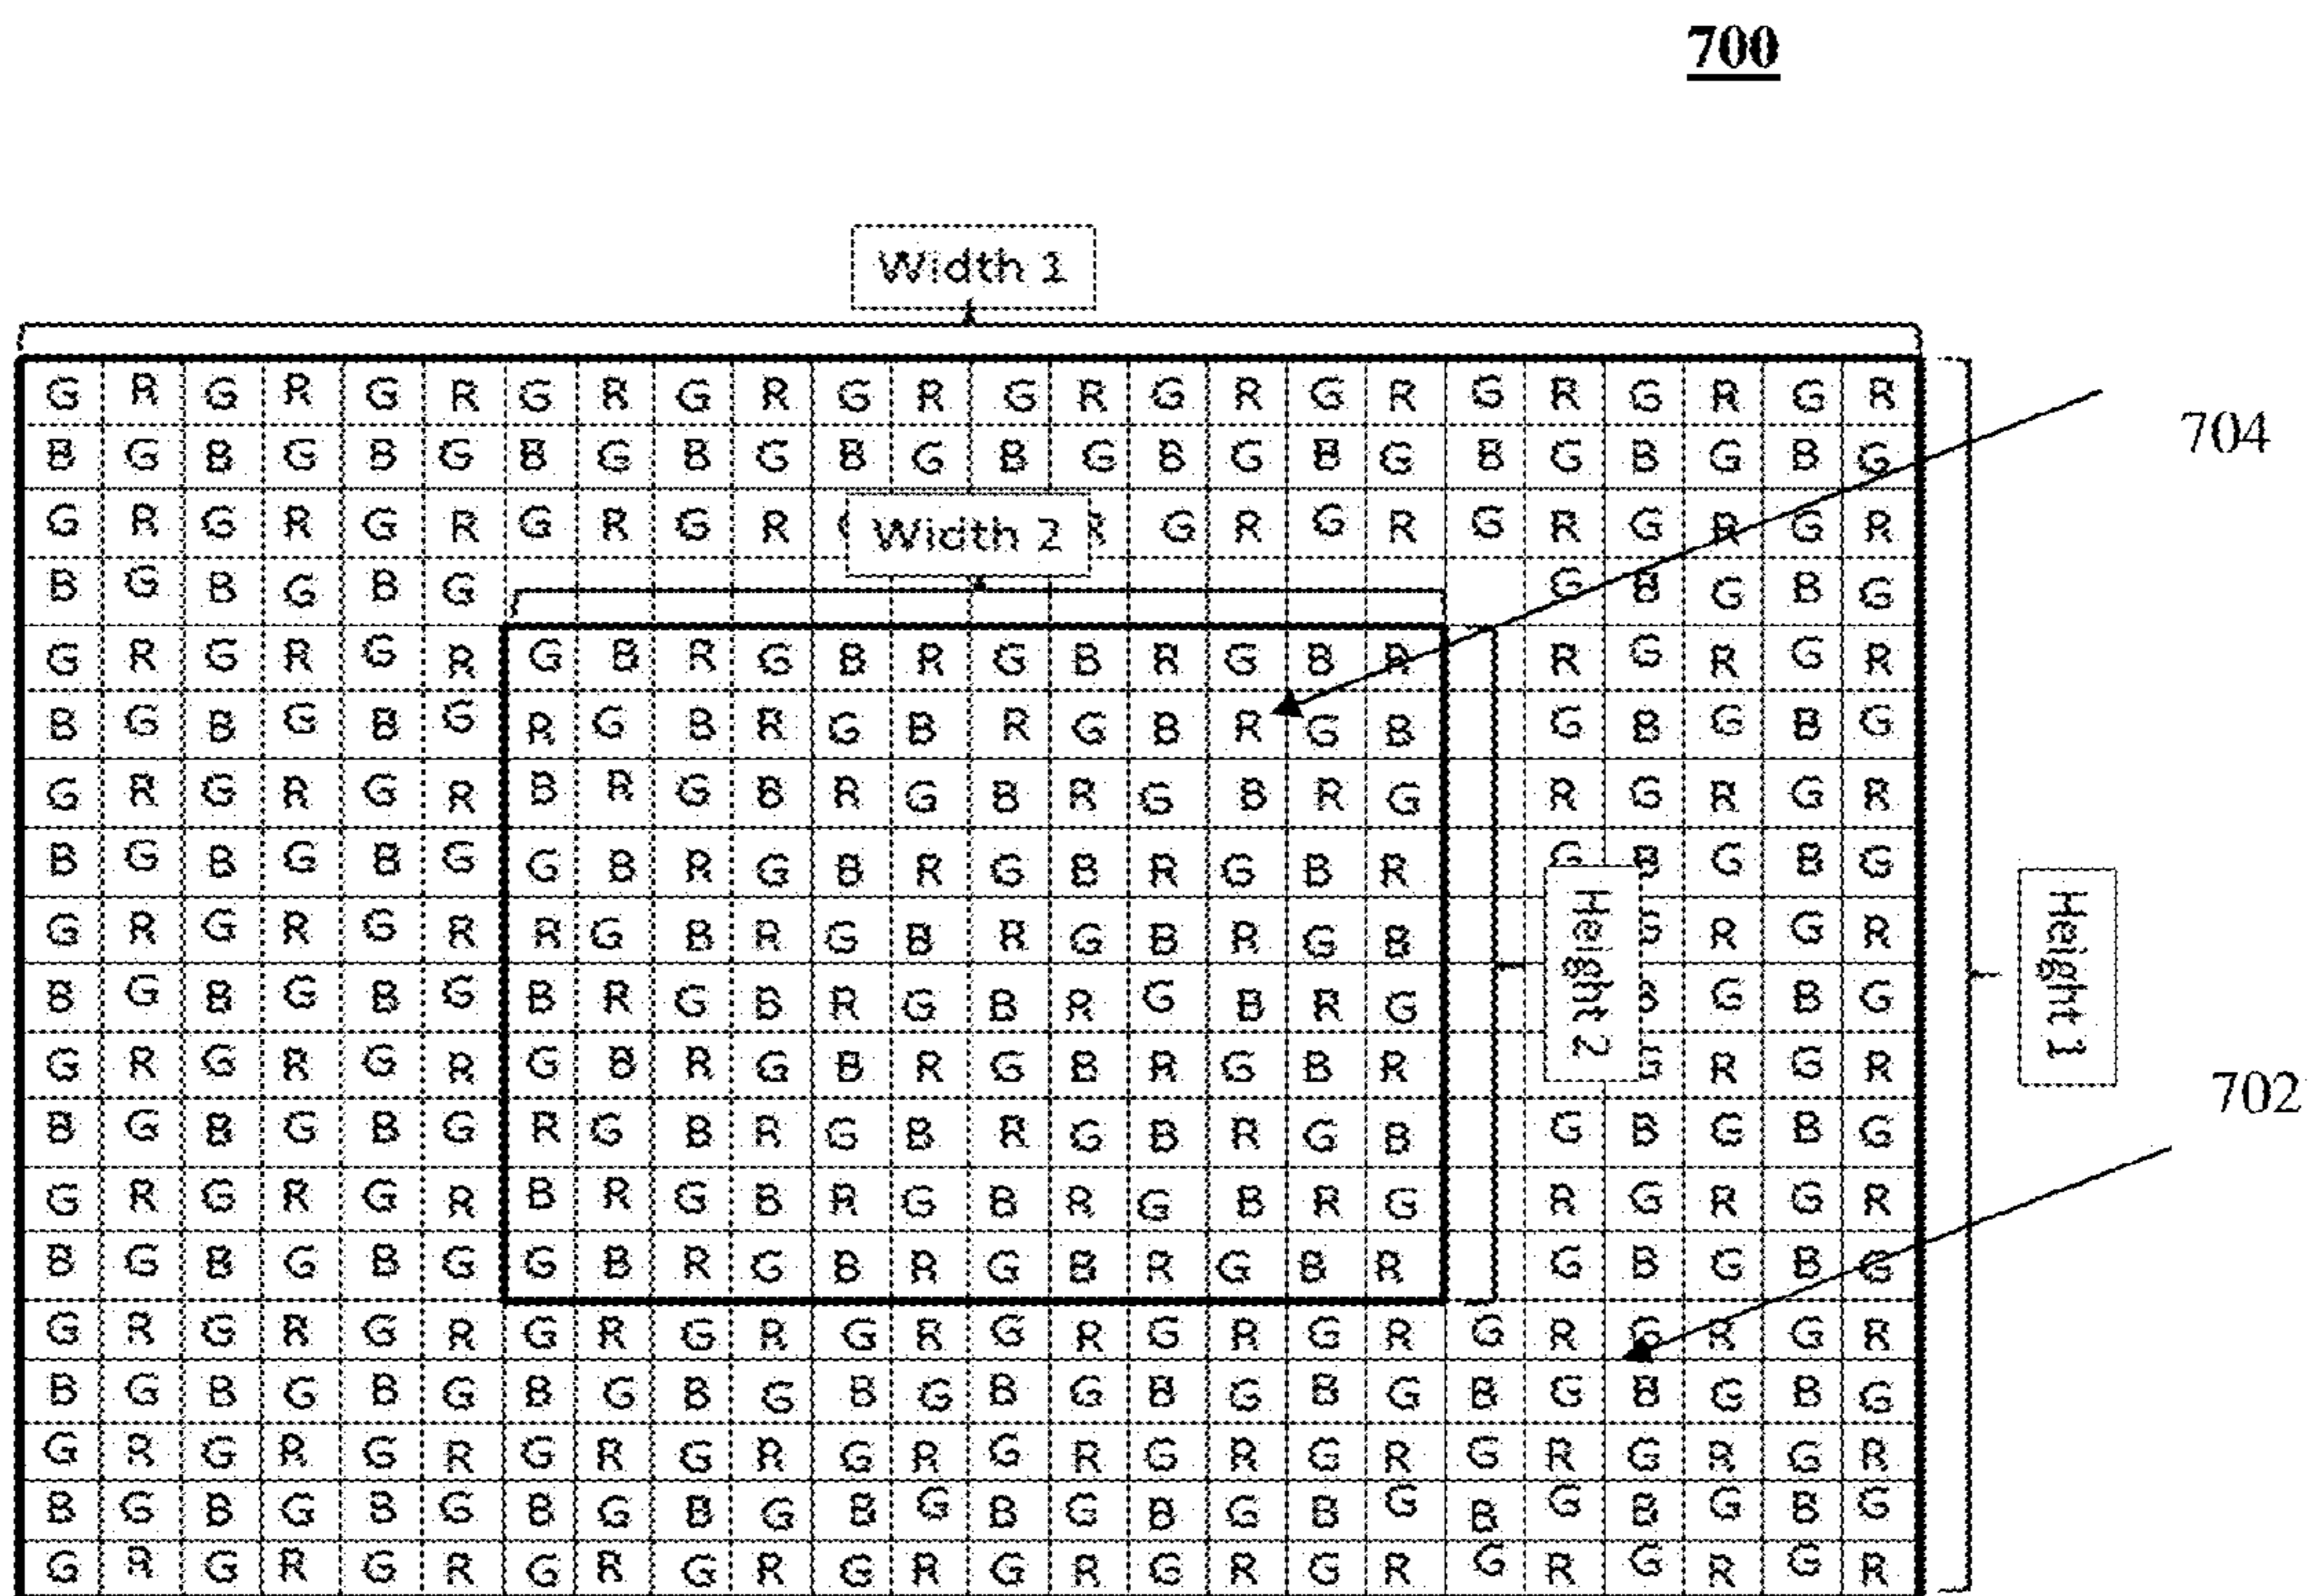 700
Width 1
G R G R G R G R G R G R G R G R G R G R G R G R
B G B G B G B G B G B G B G B G B G B G B G B G
704
G R G R G R G R G R G R G R G R G R G R
Width 2
B G B G B G G B G B G
G R G R G R G B R G B R G B R G B R R G R G R
B G B G B G R G B R G B R G B R G B G B G B G
G R G R G R B R G B R G B R G B R G R G R G R
B G B G B G G B R G B R G B R G B R G B G B G
G R G R G R R G B R G B R G B R G B R G R
Height 2
Height 1
B G B G B G B R G B R G B R G B R G G B G
G R G R G R G B R G B R G B R G B R G R G R
702
B G B G B G R G B R G B R G B R G B G B G B G
G R G R G R B R G B R G B R G B R G R G R G R
B G B G B G G B R G B R G B R G B R G B G B G
G R G R G R G R G R G R G R G R G R G R G R G R
B G B G B G B G B G B G B G B G B G B G B G B G
G R G R G R G R G R G R G R G R G R G R G R G R
B G B G B G B G B G B G B G B G B G B G B G B G
G R G R G R G R G R G R G R G R G R G R G R G R